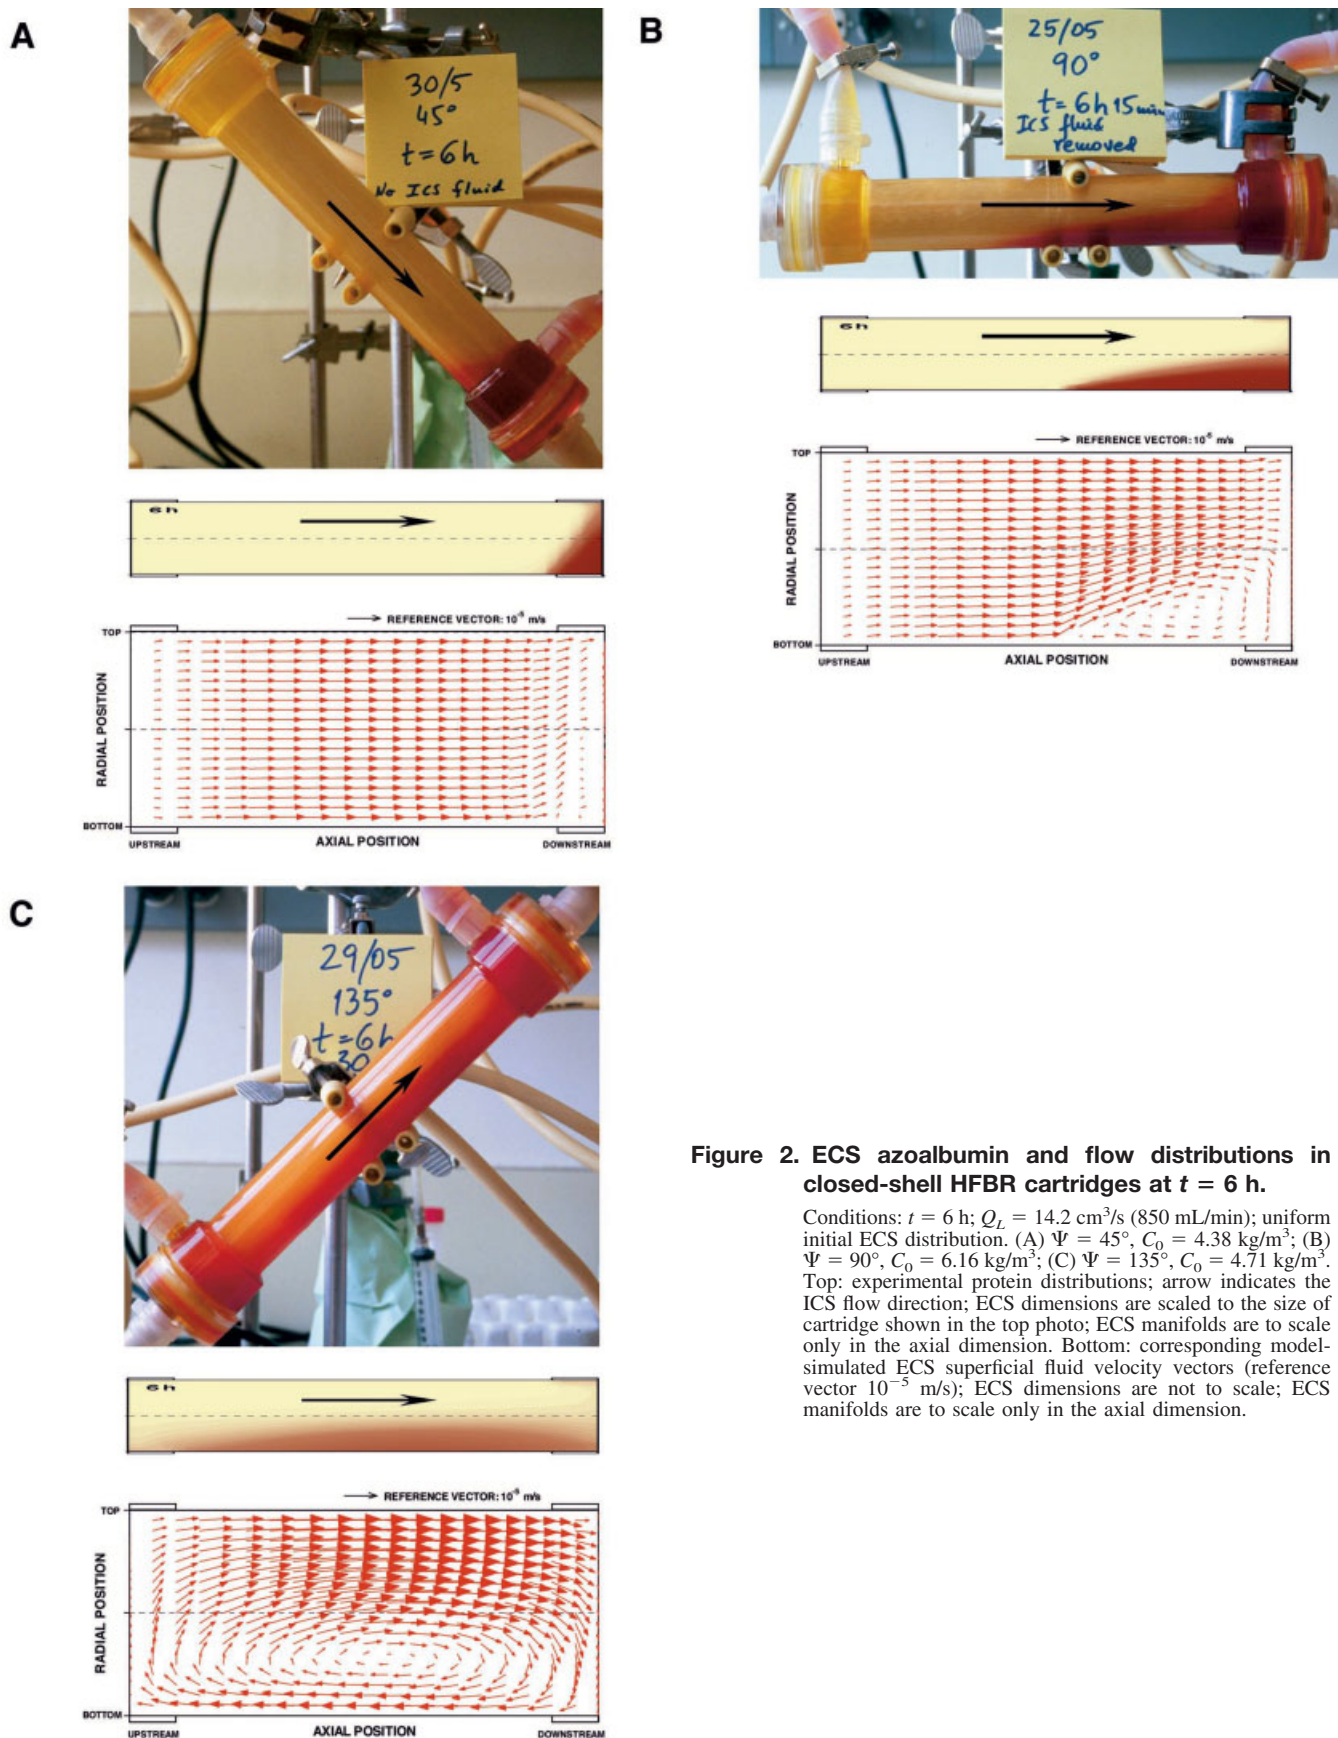 A
30/5
45°
t=6h
No ICS fluid
6 h
REFERENCE VECTOR: 10⁻⁵ m/s
TOP
RADIAL POSITION
BOTTOM
UPSTREAM
AXIAL POSITION
DOWNSTREAM
B
25/05
90°
t=6h 15min
ICS fluid
removed
6 h
REFERENCE VECTOR: 10⁻⁵ m/s
TOP
RADIAL POSITION
BOTTOM
UPSTREAM
AXIAL POSITION
DOWNSTREAM
C
29/05
135°
t=6h
30
6 h
REFERENCE VECTOR: 10⁻⁵ m/s
TOP
RADIAL POSITION
BOTTOM
UPSTREAM
AXIAL POSITION
DOWNSTREAM
Figure 2. ECS azoalbumin and flow distributions in
closed-shell HFBR cartridges at t = 6 h.
Conditions: t = 6 h; Q_L = 14.2 cm³/s (850 mL/min); uniform
initial ECS distribution. (A) Ψ = 45°, C₀ = 4.38 kg/m³; (B)
Ψ = 90°, C₀ = 6.16 kg/m³; (C) Ψ = 135°, C₀ = 4.71 kg/m³.
Top: experimental protein distributions; arrow indicates the
ICS flow direction; ECS dimensions are scaled to the size of
cartridge shown in the top photo; ECS manifolds are to scale
only in the axial dimension. Bottom: corresponding model-
simulated ECS superficial fluid velocity vectors (reference
vector 10⁻⁵ m/s); ECS dimensions are not to scale; ECS
manifolds are to scale only in the axial dimension.